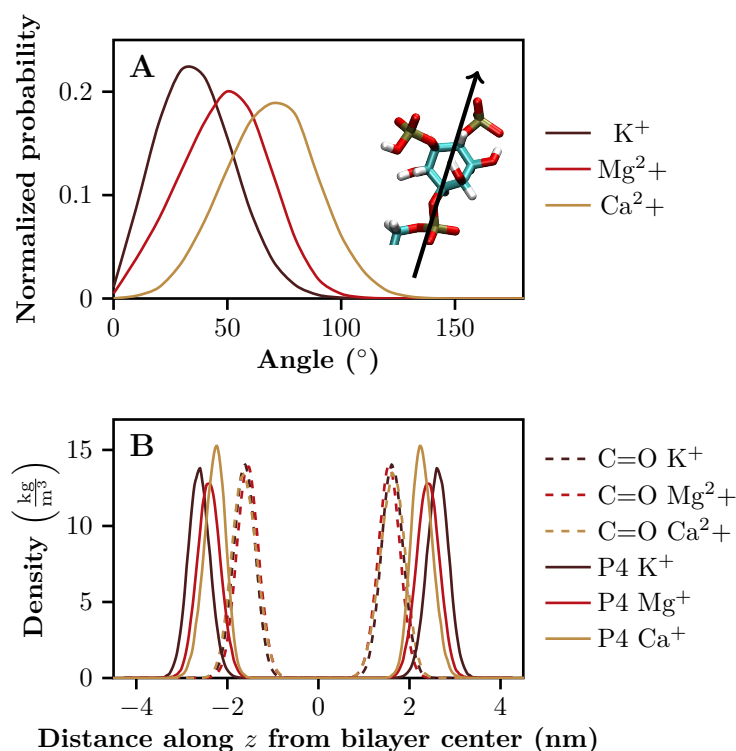 A
Normalized probability
0.2
0.1
0
0
50
100
150
Angle (°)
K⁺
Mg²+
Ca²+
B
Density (kg/m³)
15
10
5
0
−4
−2
0
2
4
Distance along z from bilayer center (nm)
C=O K⁺
C=O Mg²+
C=O Ca²+
P4 K⁺
P4 Mg⁺
P4 Ca⁺